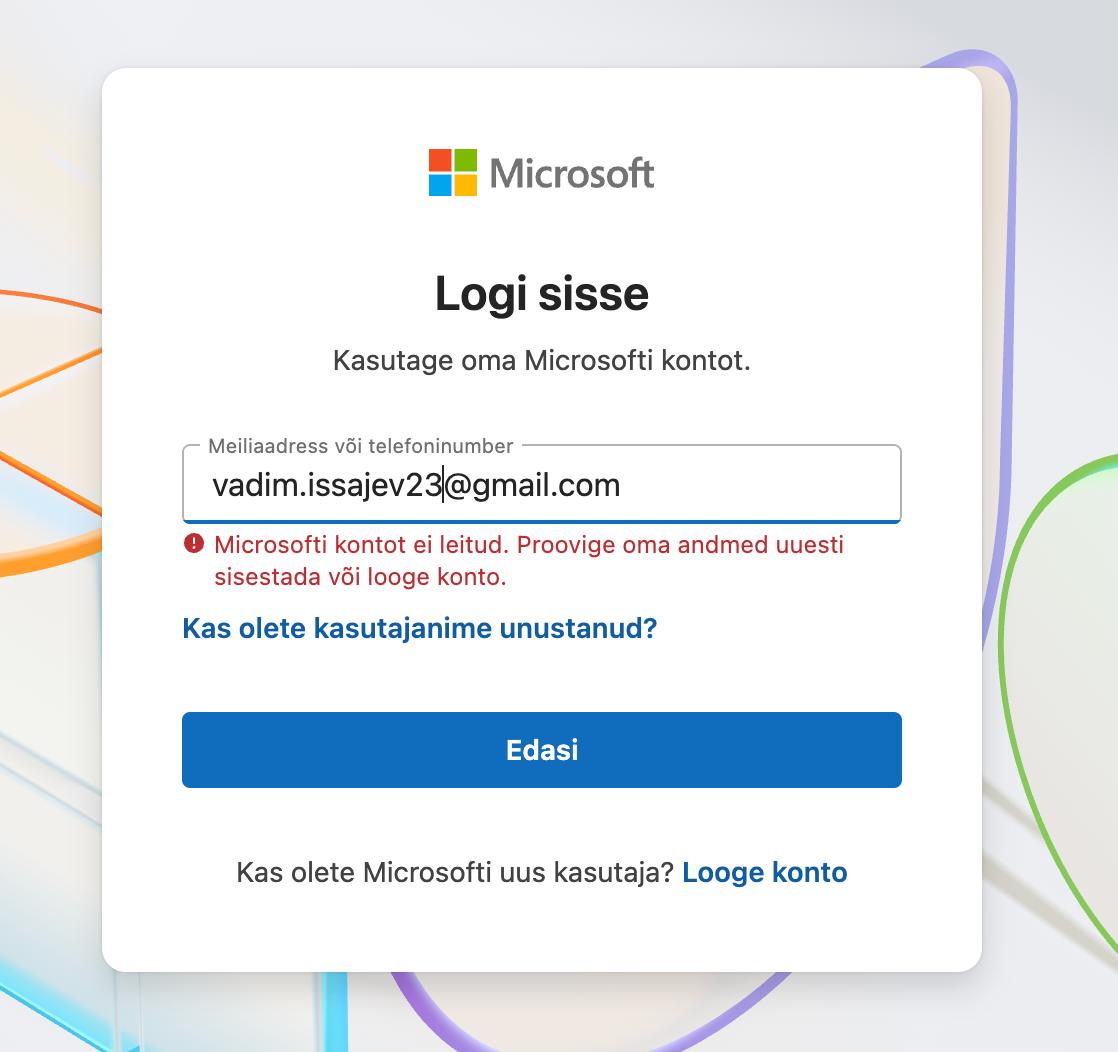 Microsoft
Logi sisse
Kasutage oma Microsofti kontot.
Meiliaadress või telefoninumber
vadim.issajev23@gmail.com
Microsofti kontot ei leitud. Proovige oma andmed uuesti
sisestada või looge konto.
Kas olete kasutajanime unustanud?
Edasi
Kas olete Microsofti uus kasutaja? Looge konto